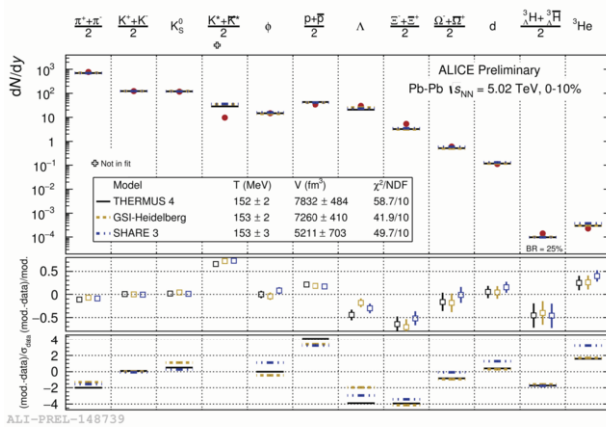 π⁺+π⁻ / 2 K⁺+K⁻ / 2 K⁰S K*+K̄* / 2 ϕ p+p̄ / 2 Λ Ξ⁻+Ξ⁺ / 2 Ω⁻+Ω⁺ / 2 d ³ΛH+³ΛH̄ / 2 ³He
dN/dy
10³
10²
10
1
10⁻¹
10⁻²
10⁻³
10⁻⁴
ALICE Preliminary
Pb-Pb √sNN = 5.02 TeV, 0-10%
Not in fit
Model T (MeV) V (fm³) χ²/NDF
THERMUS 4 152 ± 2 7832 ± 484 58.7/10
GSI-Heidelberg 153 ± 2 7260 ± 410 41.9/10
SHARE 3 153 ± 3 5211 ± 703 49.7/10
BR = 25%
(mod.-data)/mod.
0.5
0.0
−0.5
(mod.-data)/σdata
4
2
0
−2
−4
ALI-PREL-148739